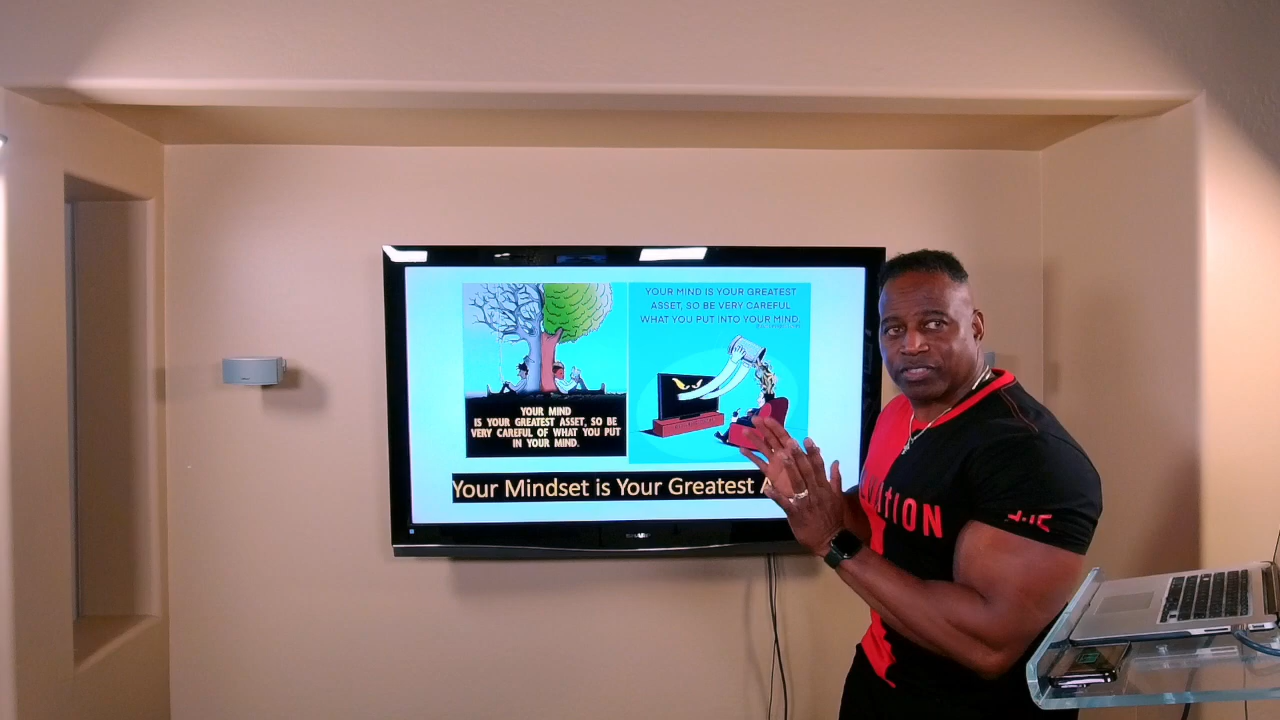 YOUR MIND IS YOUR GREATEST
ASSET, SO BE VERY CAREFUL
WHAT YOU PUT INTO YOUR MIND.
YOUR MIND
IS YOUR GREATEST ASSET, SO BE
VERY CAREFUL OF WHAT YOU PUT
IN YOUR MIND.
Your Mindset is Your Greatest A
SHARP